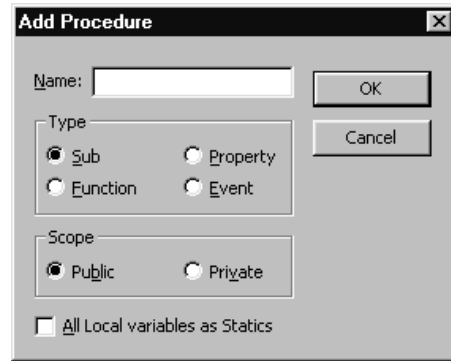 Add Procedure
Name:
OK
Cancel
Type
Sub
Property
Function
Event
Scope
Public
Private
All Local variables as Statics